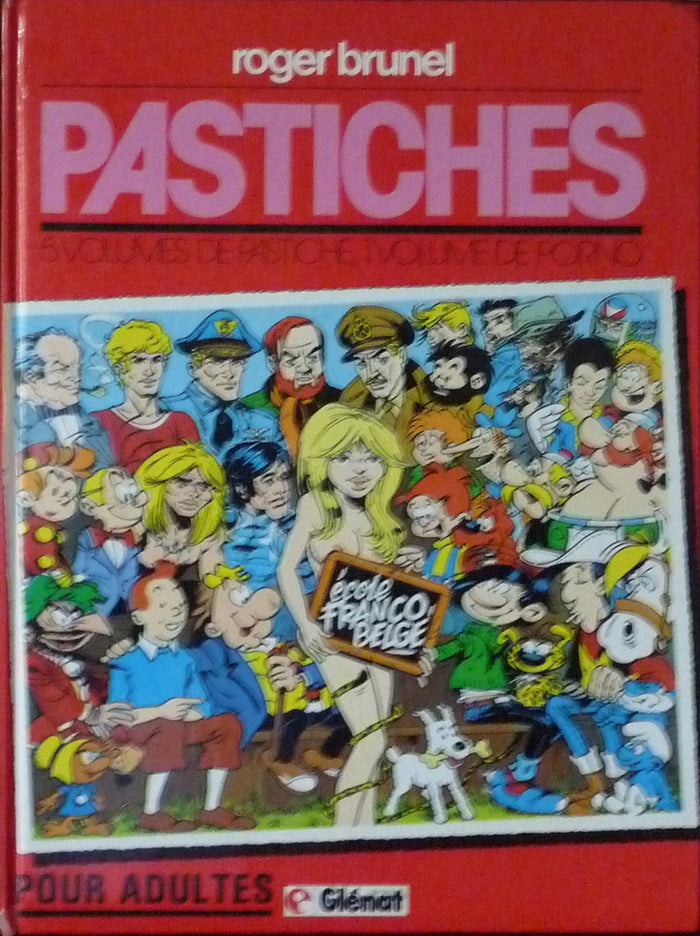 roger brunel
PASTICHES
5 VOLUMES DE PASTICHE, 1 VOLUME DE PORNO
école
FRANCO
BELGE
POUR ADULTES
e Glénat